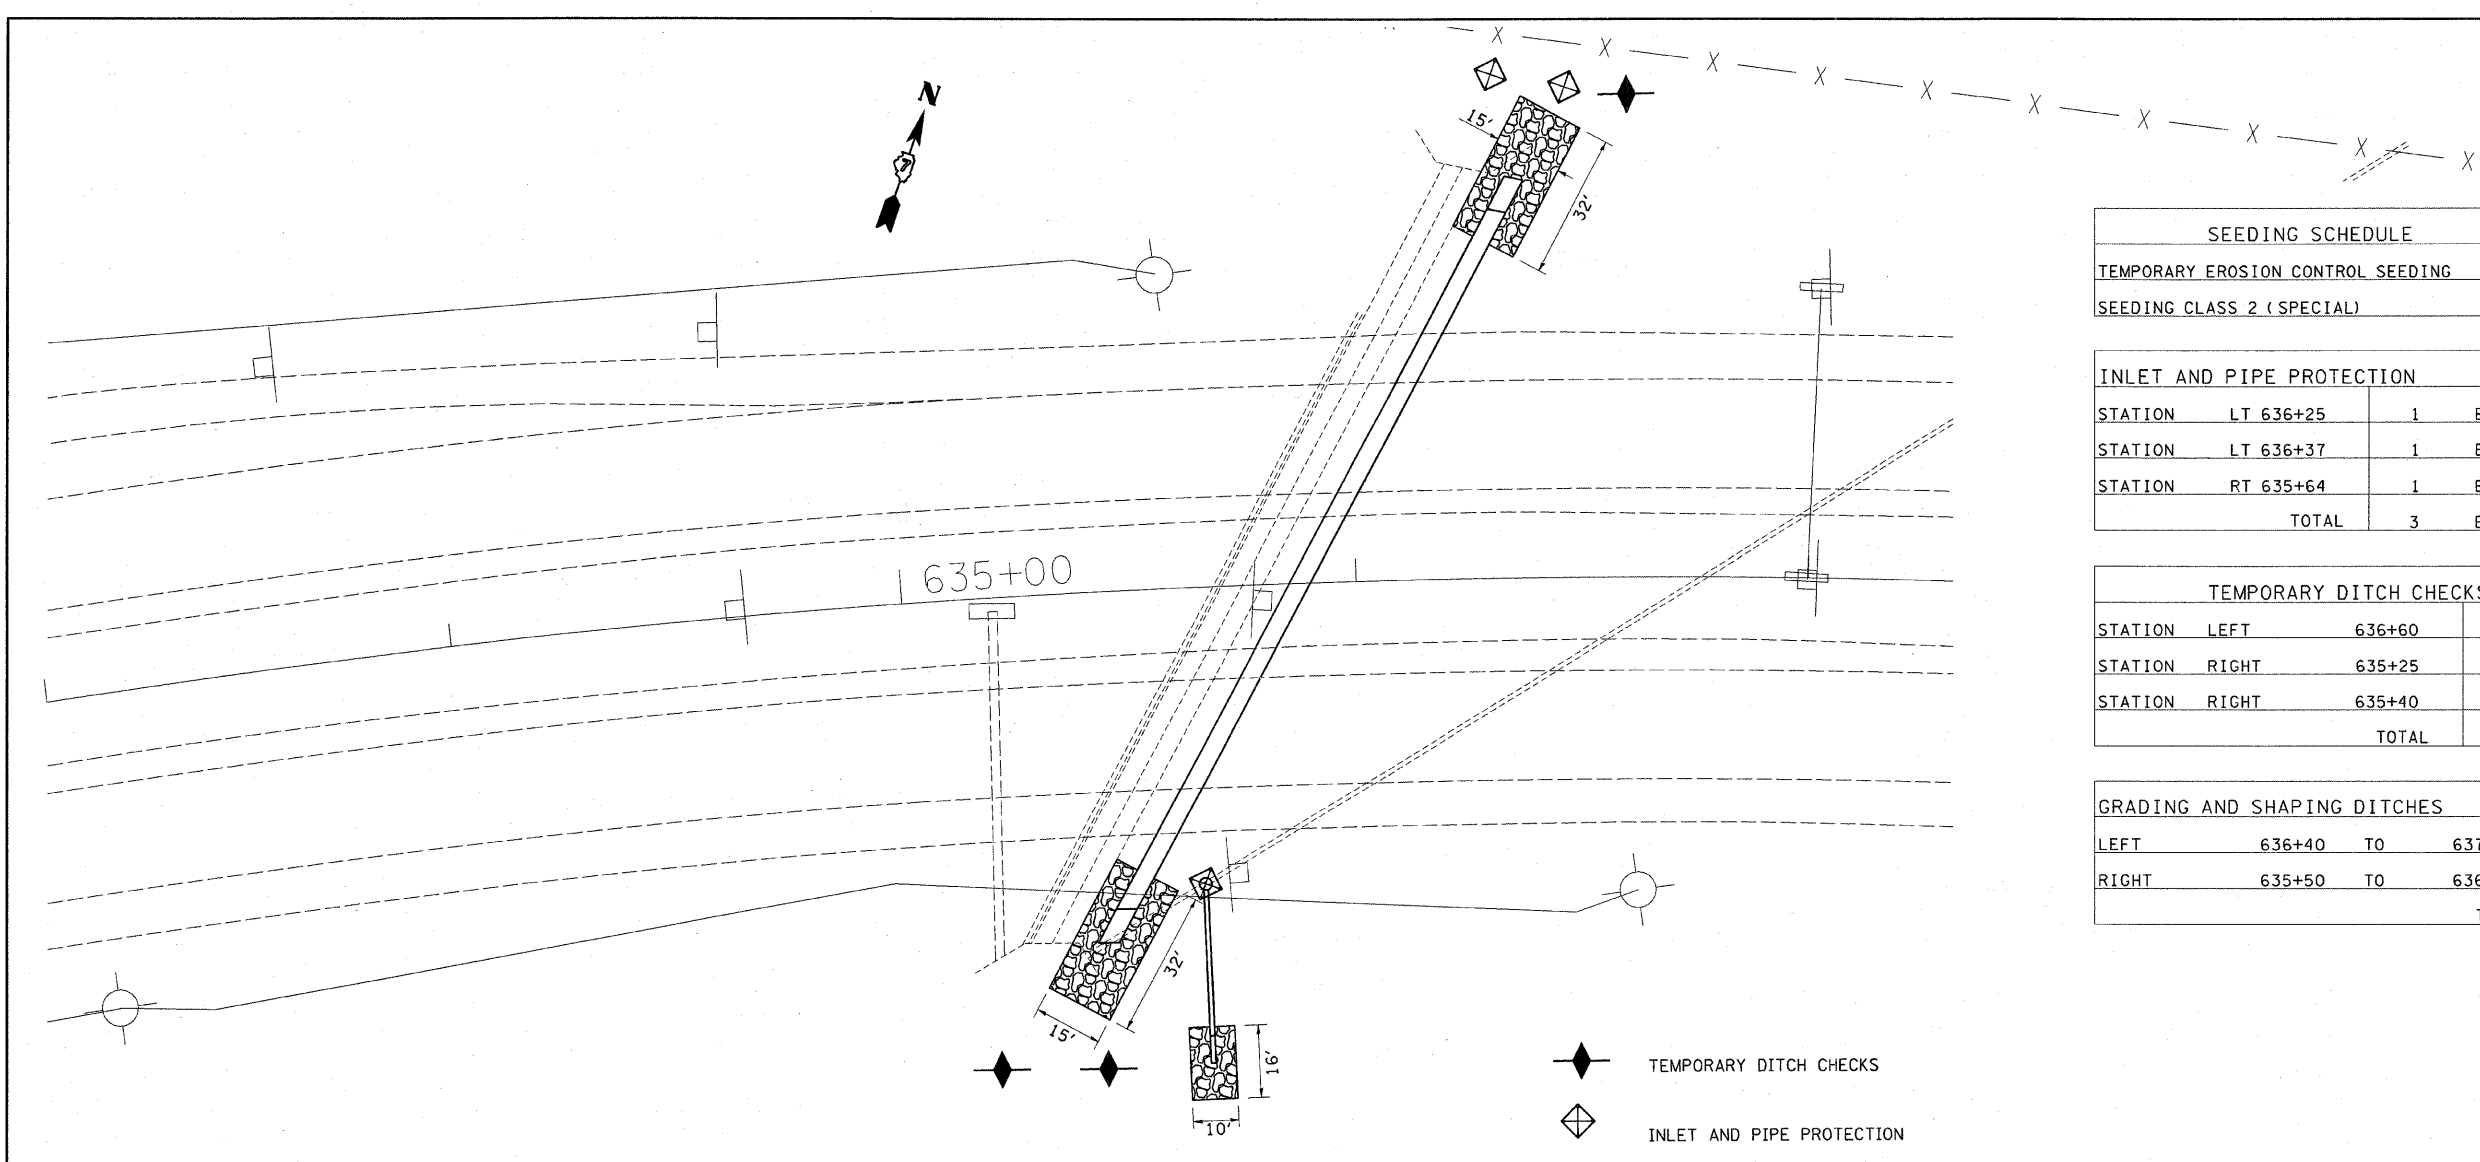 N
7
15'
32'
635+00
32'
15'
16'
10'
TEMPORARY DITCH CHECKS
INLET AND PIPE PROTECTION
SEEDING SCHEDULE
TEMPORARY EROSION CONTROL SEEDING
SEEDING CLASS 2 (SPECIAL)
INLET AND PIPE PROTECTION
STATION LT 636+25 1 E
STATION LT 636+37 1 E
STATION RT 635+64 1 E
TOTAL 3 E
TEMPORARY DITCH CHECKS
STATION LEFT 636+60
STATION RIGHT 635+25
STATION RIGHT 635+40
TOTAL
GRADING AND SHAPING DITCHES
LEFT 636+40 TO 637
RIGHT 635+50 TO 636